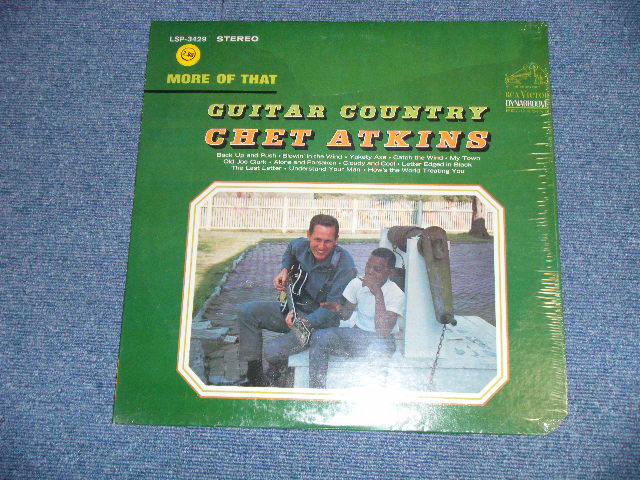 LSP-3429 STEREO
MORE OF THAT
GUITAR COUNTRY
CHET ATKINS
Back Up and Push • Blowin' in the Wind • Yakety Axe • Catch the Wind • My Town
Old Joe Clark • Alone and Forsaken • Cloudy and Cool • Letter Edged in Black
The Last Letter • Understand Your Man • How's the World Treating You
RCA VICTOR
DYNAGROOVE